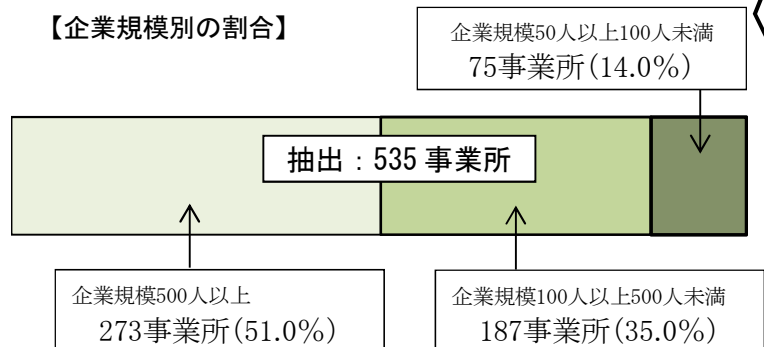 【企業規模別の割合】
企業規模50人以上100人未満
75事業所(14.0%)
抽出：535事業所
企業規模500人以上
273事業所(51.0%)
企業規模100人以上500人未満
187事業所(35.0%)